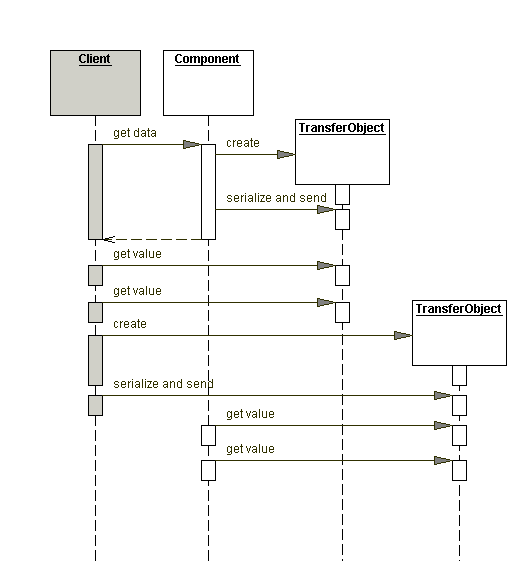 Client
Component
TransferObject
get data
create
serialize and send
get value
get value
TransferObject
create
serialize and send
get value
get value